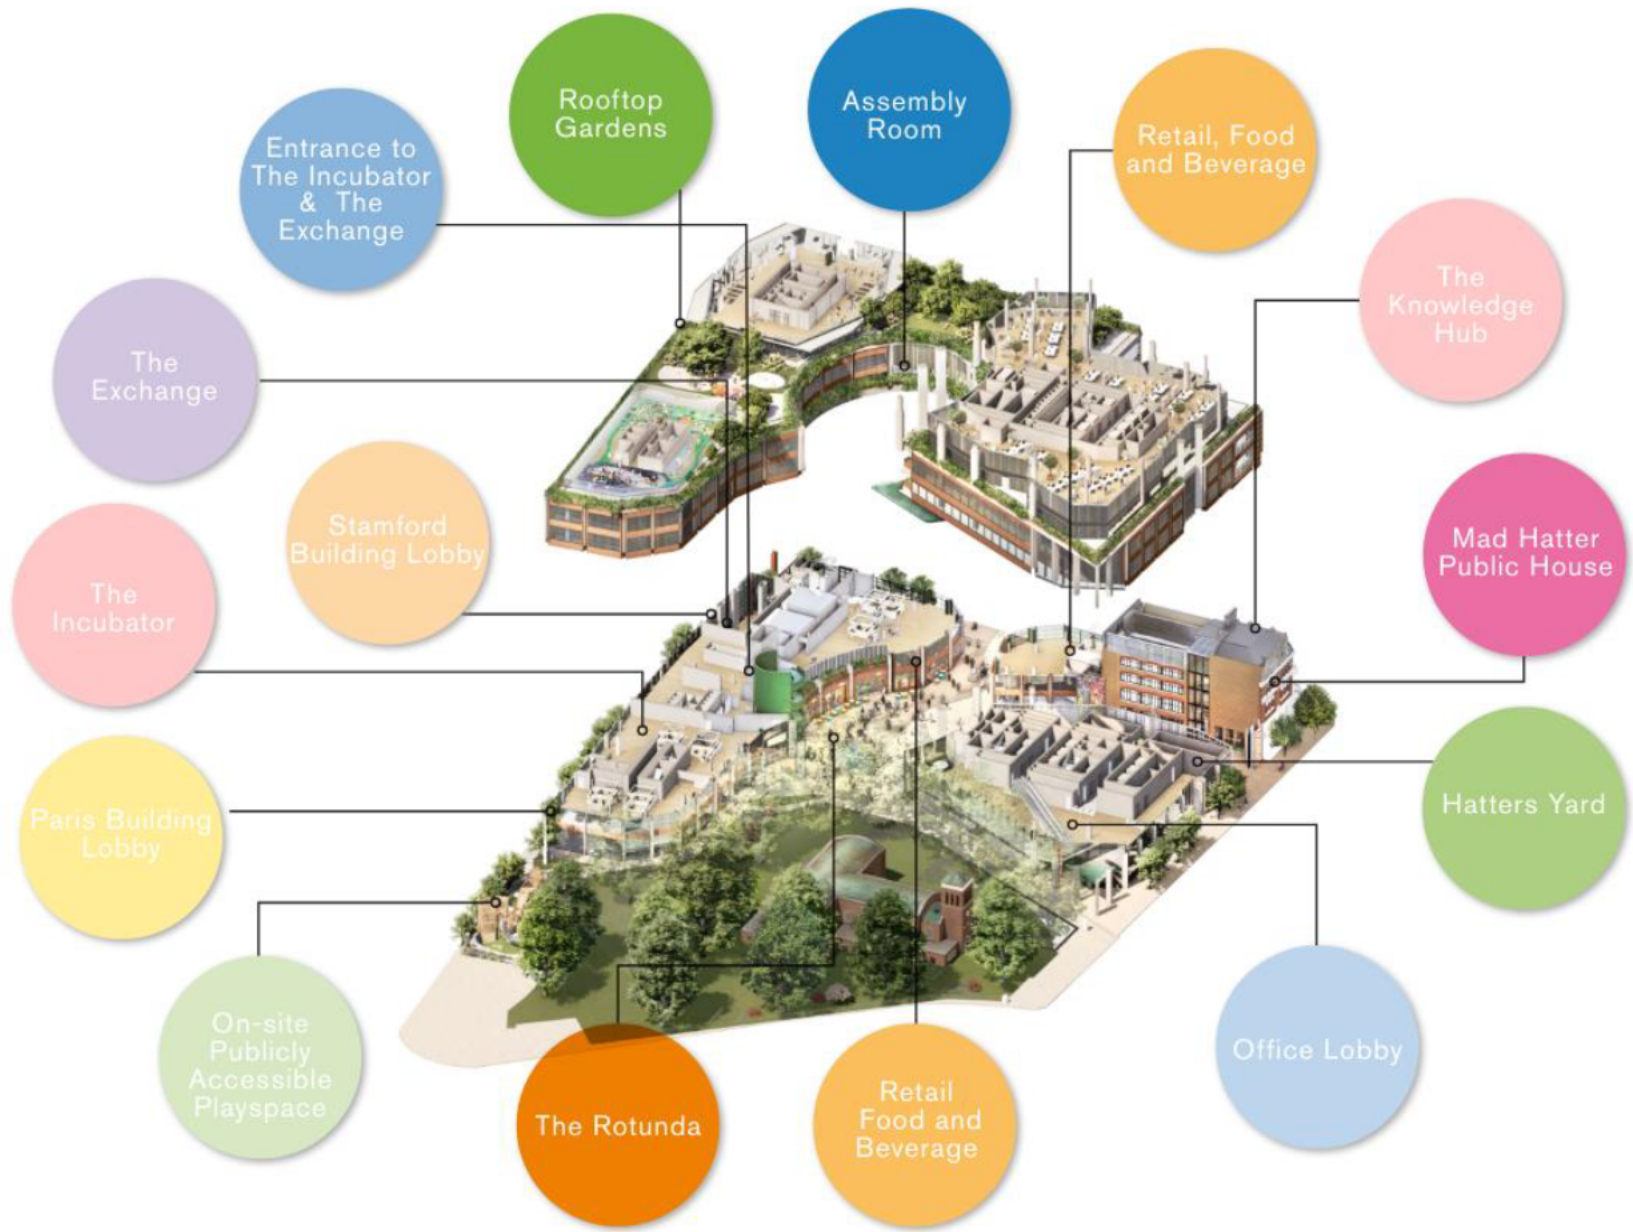 Rooftop
Gardens
Assembly
Room
Retail, Food
and Beverage
Entrance to
The Incubator
& The
Exchange
The
Knowledge
Hub
The
Exchange
Stamford
Building Lobby
Mad Hatter
Public House
The
Incubator
Paris Building
Lobby
Hatters Yard
On-site
Publicly
Accessible
Playspace
The Rotunda
Retail
Food and
Beverage
Office Lobby